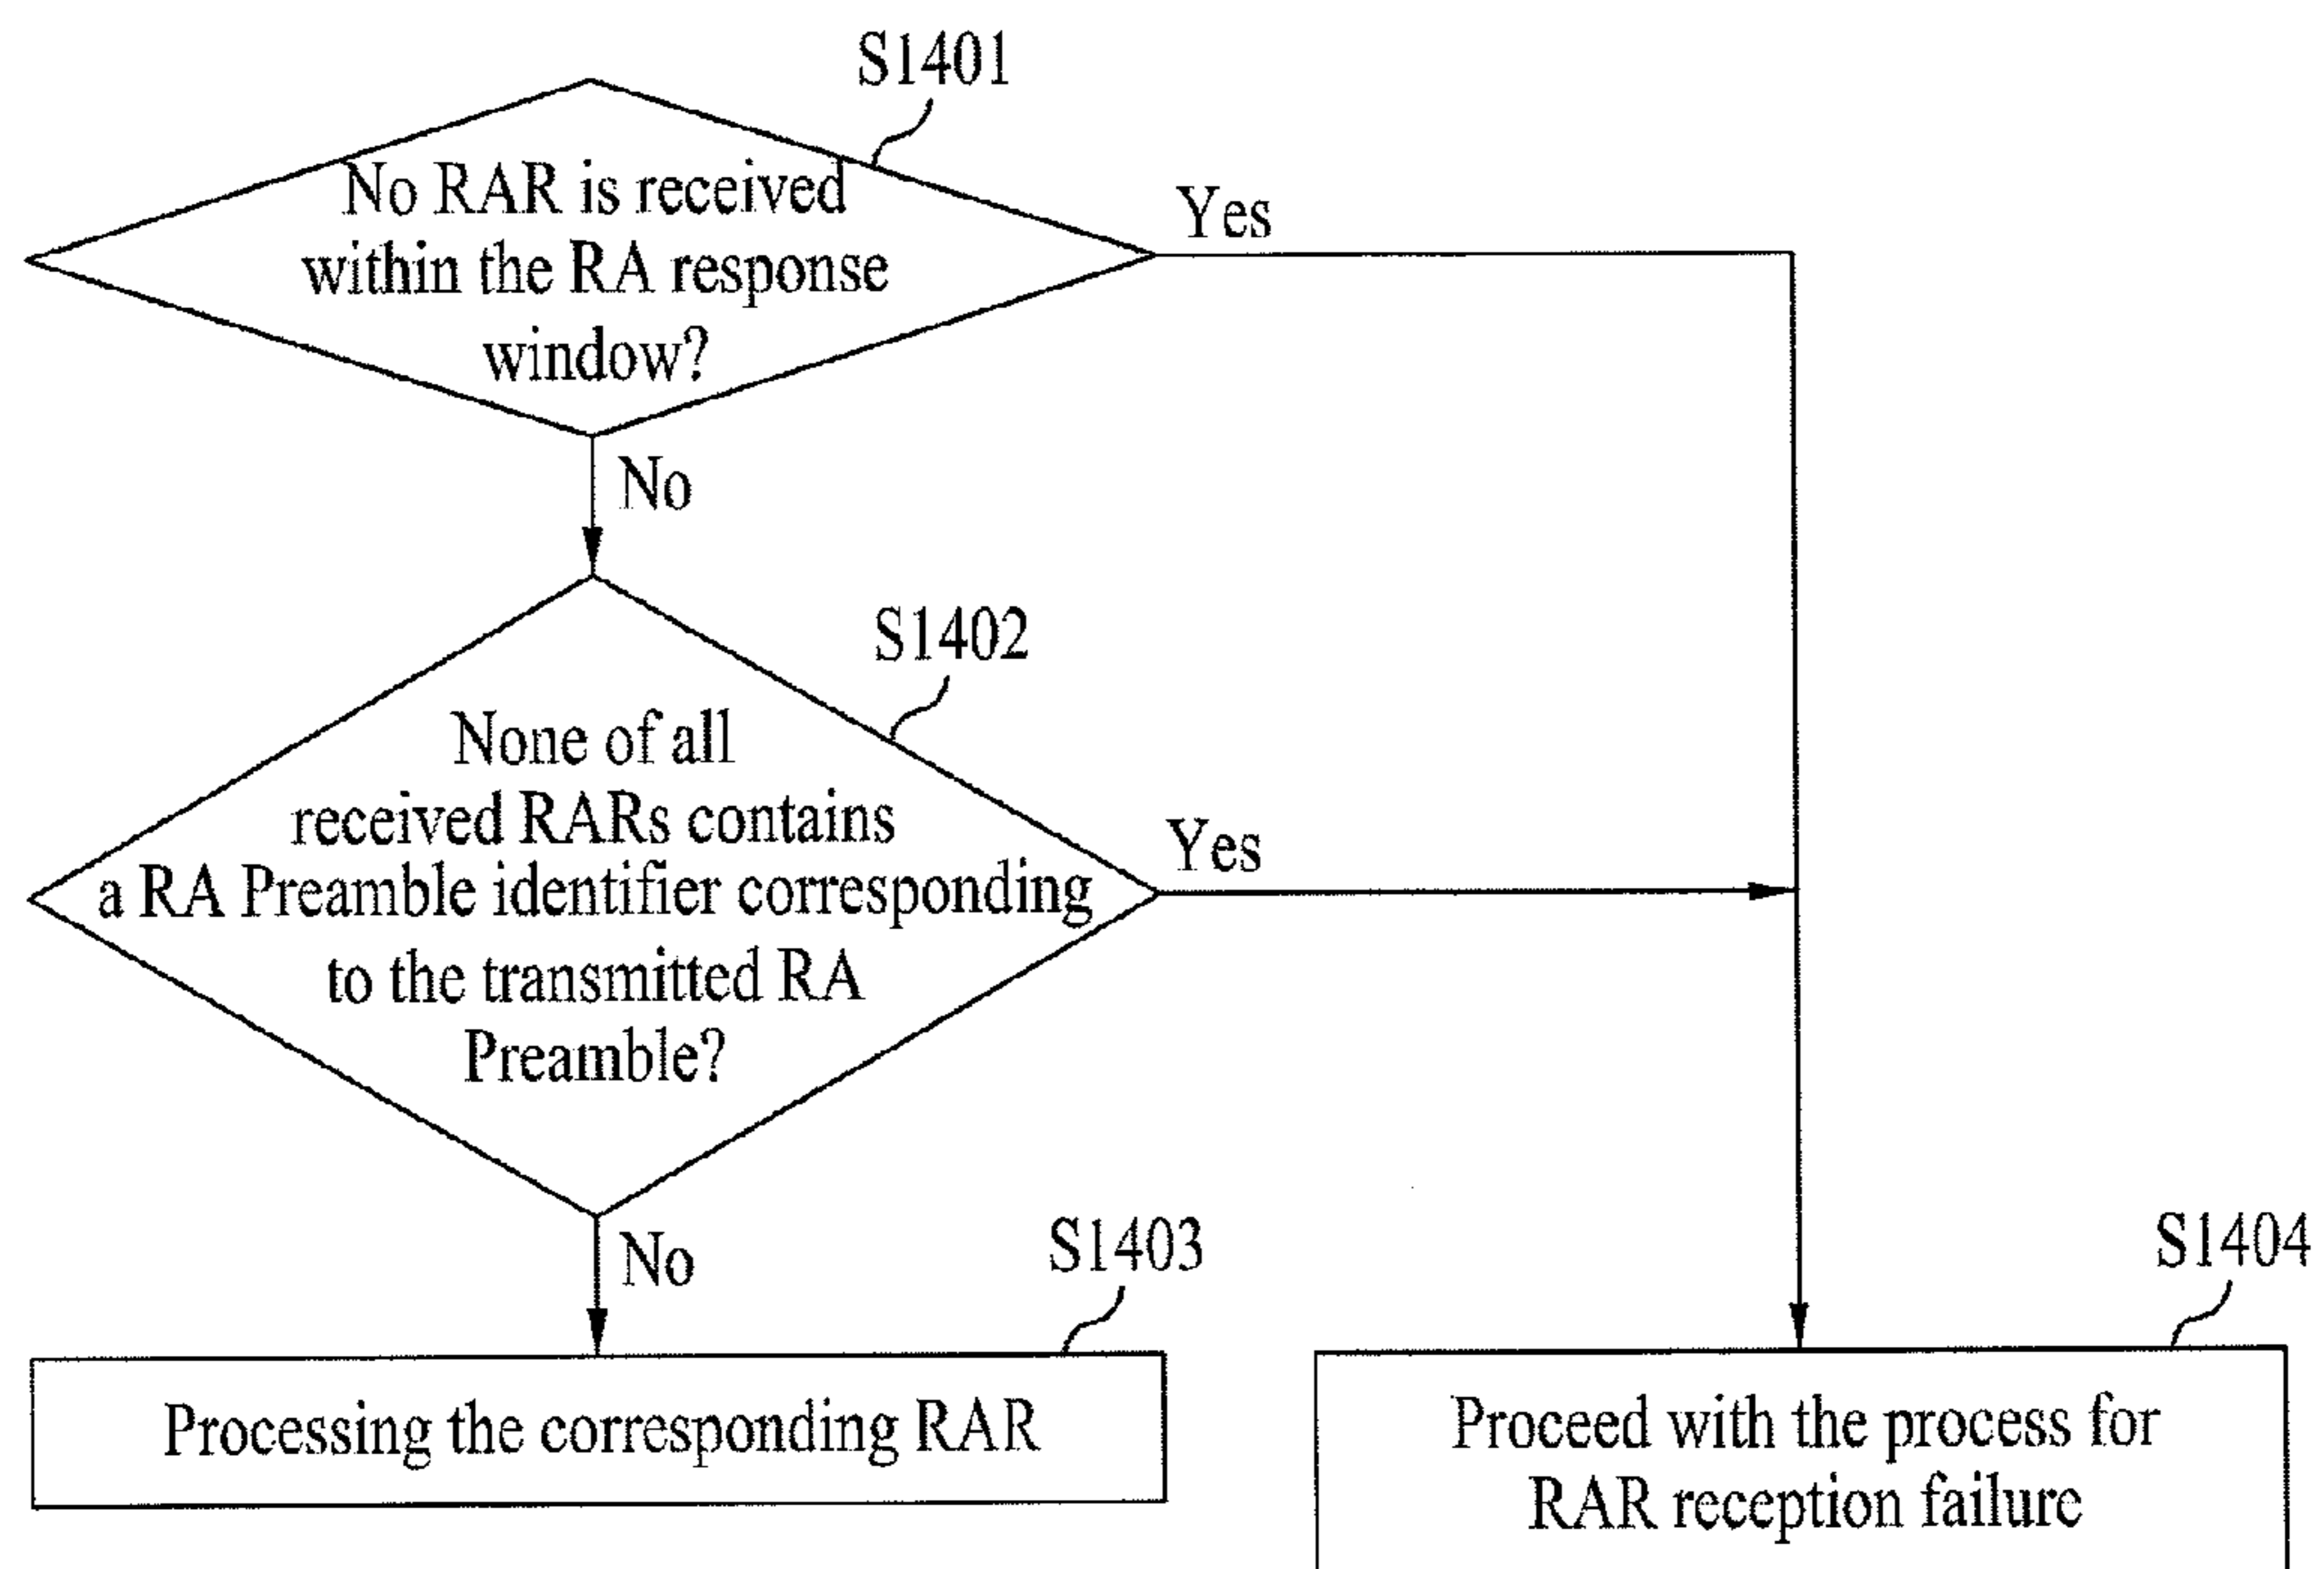 S1401
No RAR is received
within the RA response
window?
Yes
No
S1402
None of all
received RARs contains
a RA Preamble identifier corresponding
to the transmitted RA
Preamble?
Yes
No
S1403
Processing the corresponding RAR
S1404
Proceed with the process for
RAR reception failure